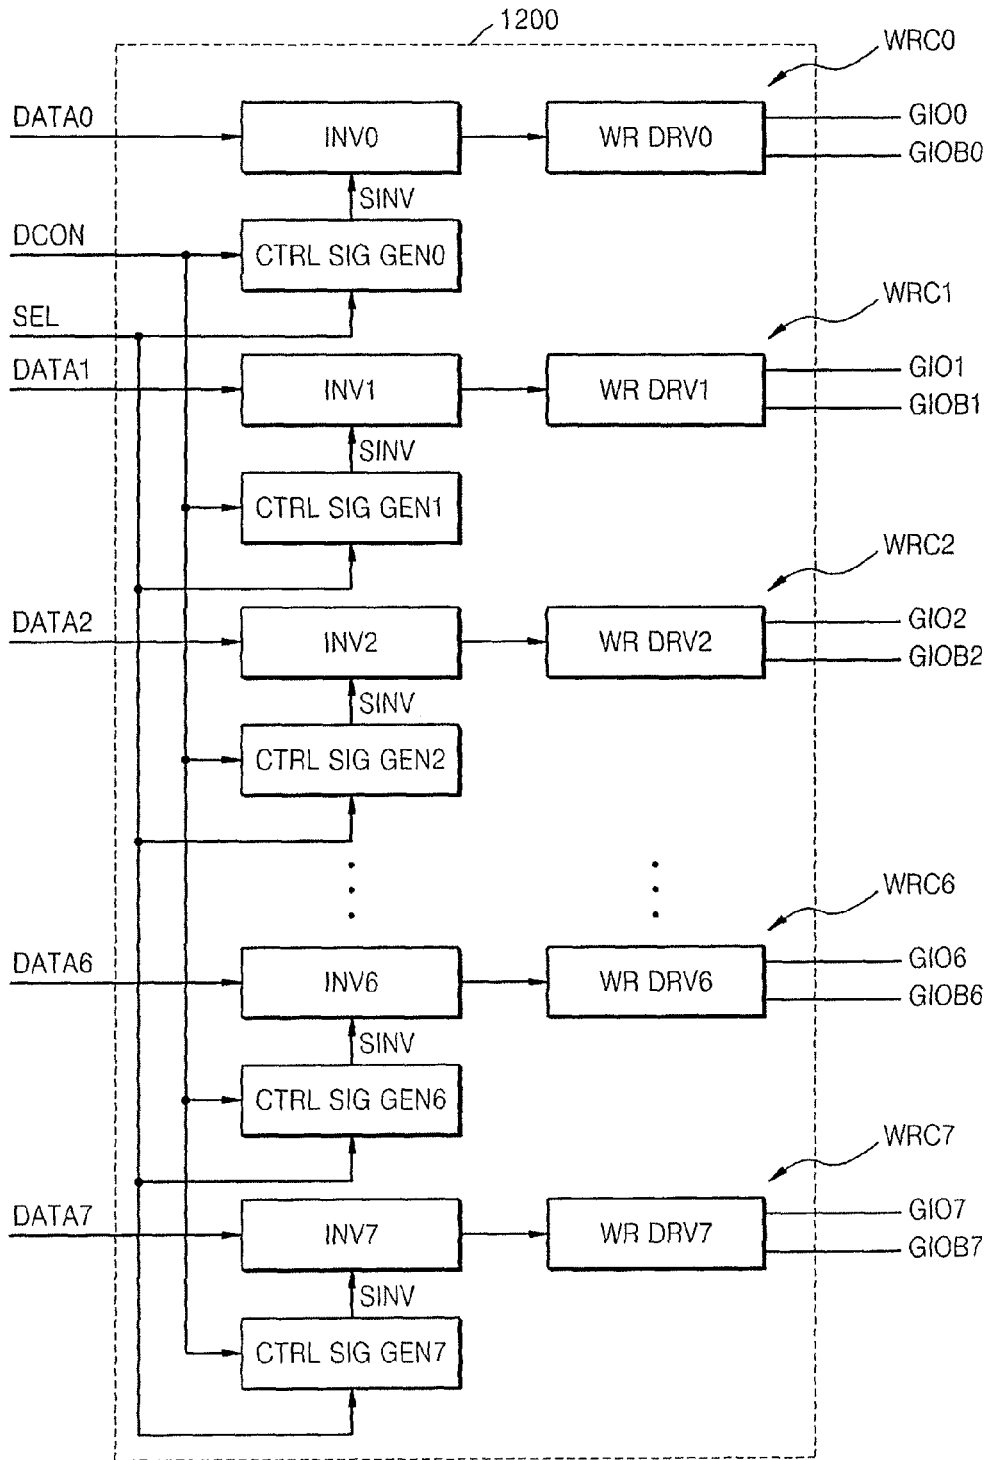 1200
WRC0
DATA0
INV0
WR DRV0
GIO0
GIOB0
SINV
DCON
CTRL SIG GEN0
SEL
WRC1
DATA1
INV1
WR DRV1
GIO1
GIOB1
SINV
CTRL SIG GEN1
WRC2
DATA2
INV2
WR DRV2
GIO2
GIOB2
SINV
CTRL SIG GEN2
WRC6
DATA6
INV6
WR DRV6
GIO6
GIOB6
SINV
CTRL SIG GEN6
WRC7
DATA7
INV7
WR DRV7
GIO7
GIOB7
SINV
CTRL SIG GEN7